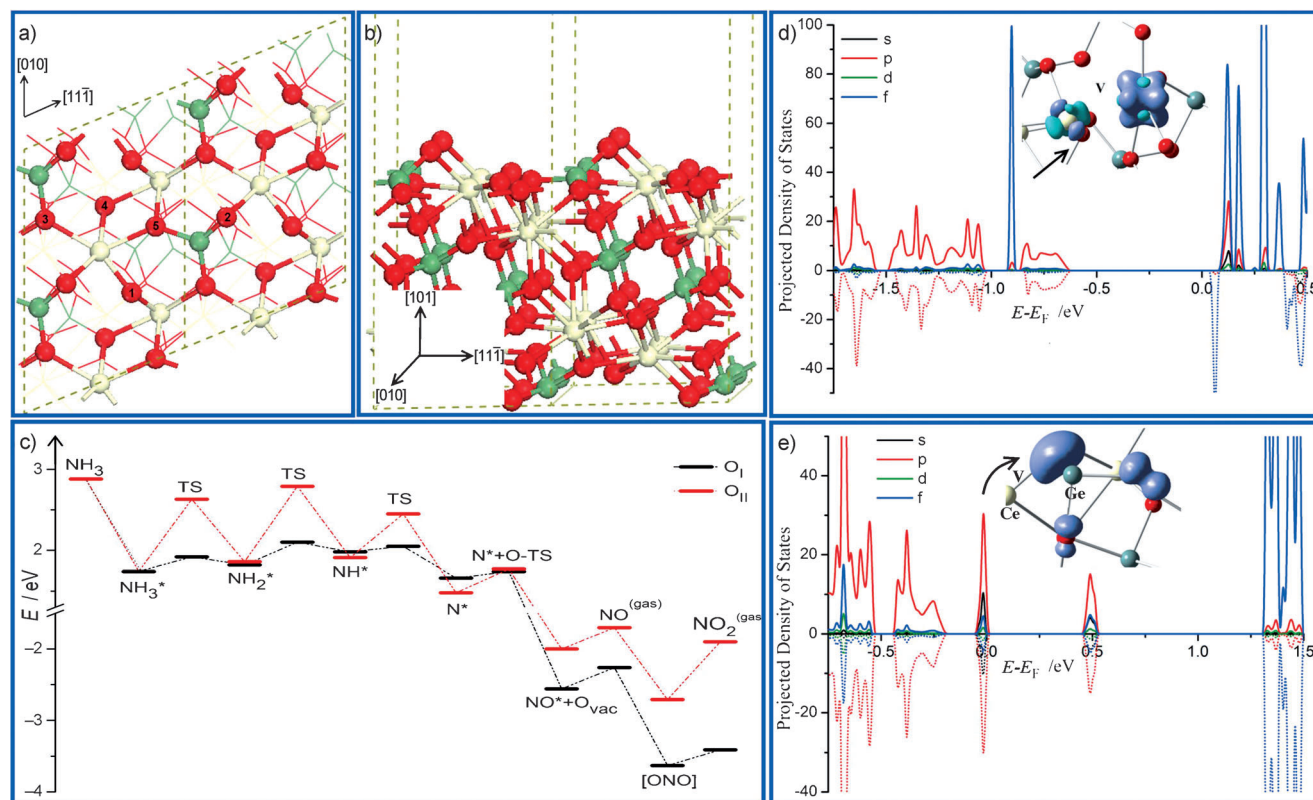 a)
[010]
[111̄]
3
4
5
2
1
b)
[101]
[111̄]
[010]
c)
E / eV
3
2
−2
−3
−4
NH3
TS
TS
TS
NH3*
NH2*
NH*
N*
N*+O-TS
NO*+Ovac
NO(gas)
[ONO]
NO2(gas)
OI
OII
d)
s
p
d
f
V
Projected Density of States
100
80
60
40
20
0
-20
-40
-1.5
-1.0
-0.5
0.0
0.5
E-EF /eV
e)
s
p
d
f
V
Ge
Ce
Projected Density of States
40
20
0
-20
-40
-0.5
0.0
0.5
1.0
1.5
E-EF /eV